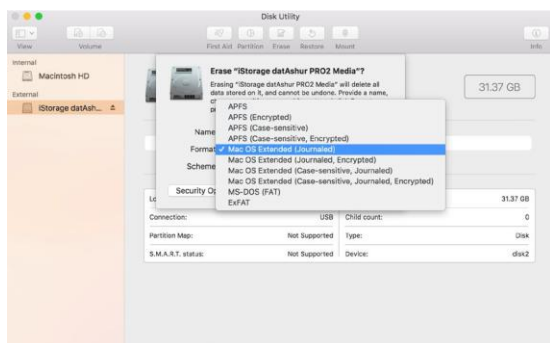 Disk Utility
View Volume First Aid Partition Erase Restore Mount Info
Internal
Macintosh HD
External
iStorage datAsh...
Erase "iStorage datAshur PRO2 Media"?
Erasing "iStorage datAshur PRO2 Media" will delete all
data stored on it, and cannot be undone. Provide a name,
31.37 GB
APFS
APFS (Encrypted)
APFS (Case-sensitive)
APFS (Case-sensitive, Encrypted)
Name
Format
Mac OS Extended (Journaled)
Mac OS Extended (Journaled, Encrypted)
Scheme
Mac OS Extended (Case-sensitive, Journaled)
Mac OS Extended (Case-sensitive, Journaled, Encrypted)
MS-DOS (FAT)
ExFAT
Security Op
Lo
31.37 GB
Connection: USB Child count: 0
Partition Map: Not Supported Type: Disk
S.M.A.R.T. status: Not Supported Device: disk2